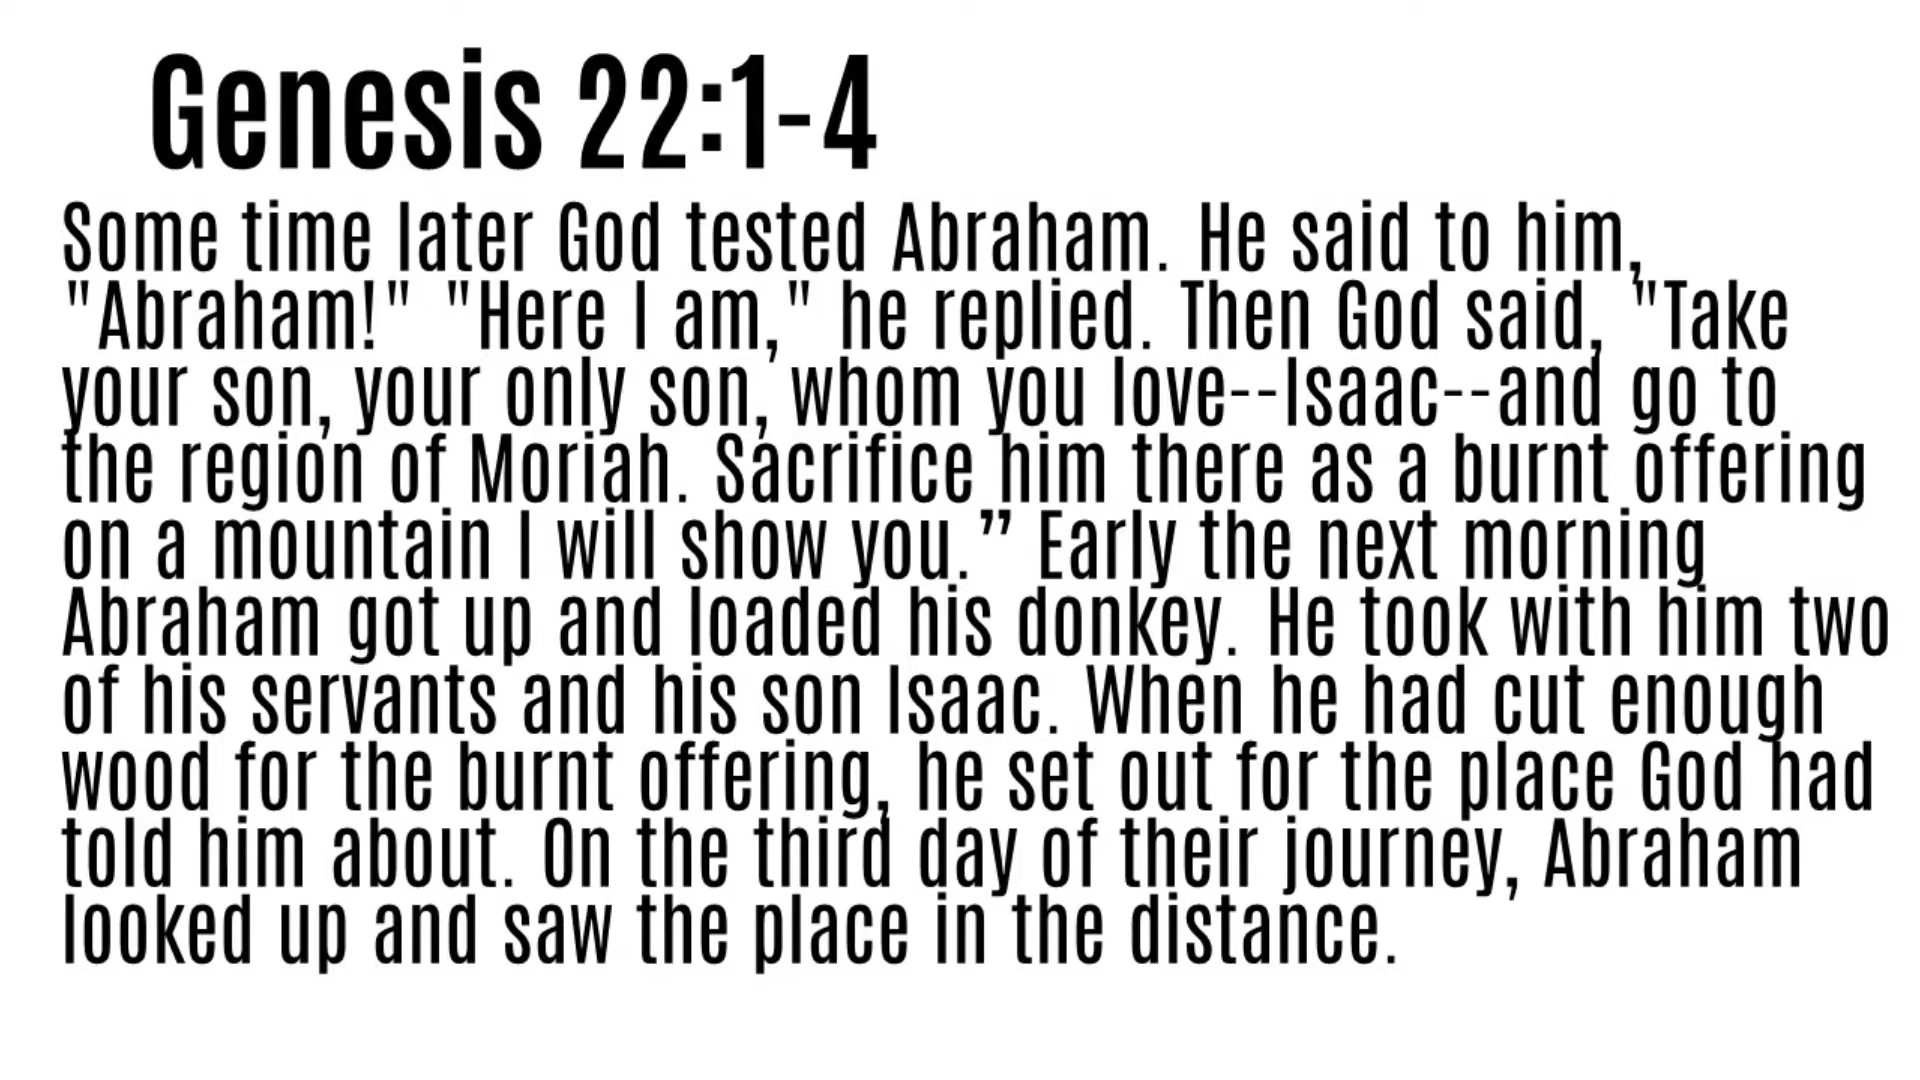 Genesis 22:1-4
Some time later God tested Abraham. He said to him,
"Abraham!" "Here I am," he replied. Then God said, "Take
your son, your only son, whom you love--Isaac--and go to
the region of Moriah. Sacrifice him there as a burnt offering
on a mountain I will show you.” Early the next morning
Abraham got up and loaded his donkey. He took with him two
of his servants and his son Isaac. When he had cut enough
wood for the burnt offering, he set out for the place God had
told him about. On the third day of their journey, Abraham
looked up and saw the place in the distance.